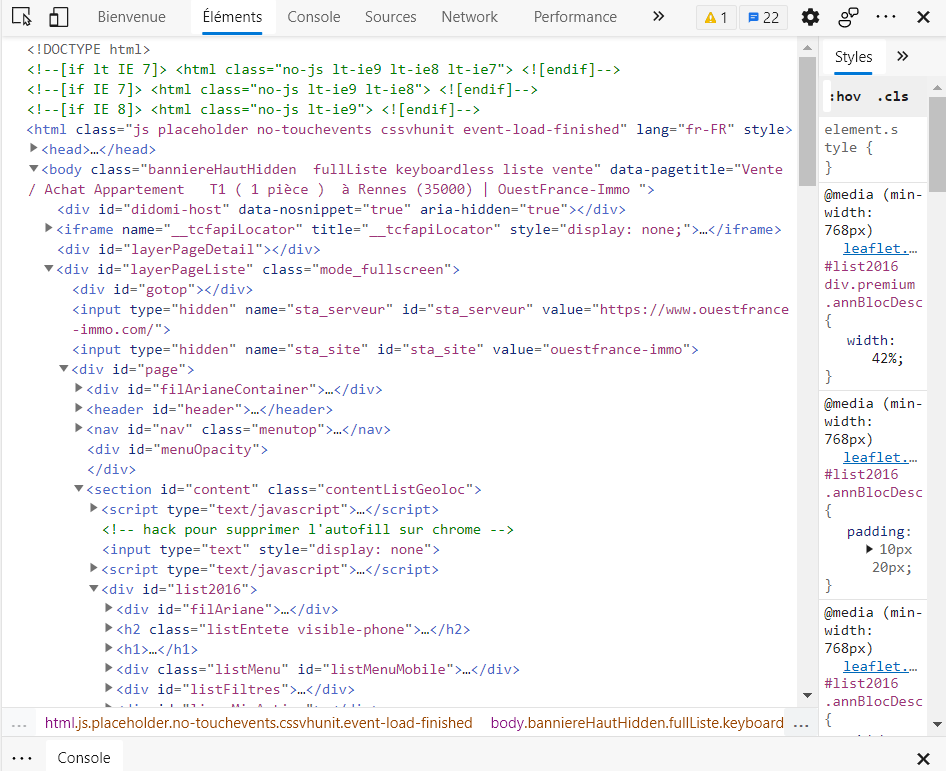 Bienvenue Éléments Console Sources Network Performance 1 22
<!DOCTYPE html>
<!--[if lt IE 7]> <html class="no-js lt-ie9 lt-ie8 lt-ie7"> <![endif]-->
<!--[if IE 7]> <html class="no-js lt-ie9 lt-ie8"> <![endif]-->
<!--[if IE 8]> <html class="no-js lt-ie9"> <![endif]-->
<html class="js placeholder no-touchevents cssvhunit event-load-finished" lang="fr-FR" style>
<head>…</head>
<body class="banniereHautHidden  fullListe keyboardless liste vente" data-pagetitle="Vente
/ Achat Appartement   T1 ( 1 pièce )  à Rennes (35000) | OuestFrance-Immo ">
<div id="didomi-host" data-nosnippet="true" aria-hidden="true"></div>
<iframe name="__tcfapiLocator" title="__tcfapiLocator" style="display: none;">…</iframe>
<div id="layerPageDetail"></div>
<div id="layerPageListe" class="mode_fullscreen">
<div id="gotop"></div>
<input type="hidden" name="sta_serveur" id="sta_serveur" value="https://www.ouestfrance
-immo.com/">
<input type="hidden" name="sta_site" id="sta_site" value="ouestfrance-immo">
<div id="page">
<div id="filArianeContainer">…</div>
<header id="header">…</header>
<nav id="nav" class="menutop">…</nav>
<div id="menuOpacity">
</div>
<section id="content" class="contentListGeoloc">
<script type="text/javascript">…</script>
<!-- hack pour supprimer l'autofill sur chrome -->
<input type="text" style="display: none">
<script type="text/javascript">…</script>
<div id="list2016">
<div id="filAriane">…</div>
<h2 class="listEntete visible-phone">…</h2>
<h1>…</h1>
<div class="listMenu" id="listMenuMobile">…</div>
<div id="listFiltres">…</div>
... html.js.placeholder.no-touchevents.cssvhunit.event-load-finished body.banniereHautHidden.fullListe.keyboard ...
Console
Styles
:hov .cls
element.s
tyle {
}
@media (min-
width:
768px)
leaflet.…
#list2016
div.premium
.annBlocDesc
{
width:
42%;
}
@media (min-
width:
768px)
leaflet.…
#list2016
.annBlocDesc
{
padding:
10px
20px;
}
@media (min-
width:
768px)
leaflet.…
#list2016
.annBlocDesc
{